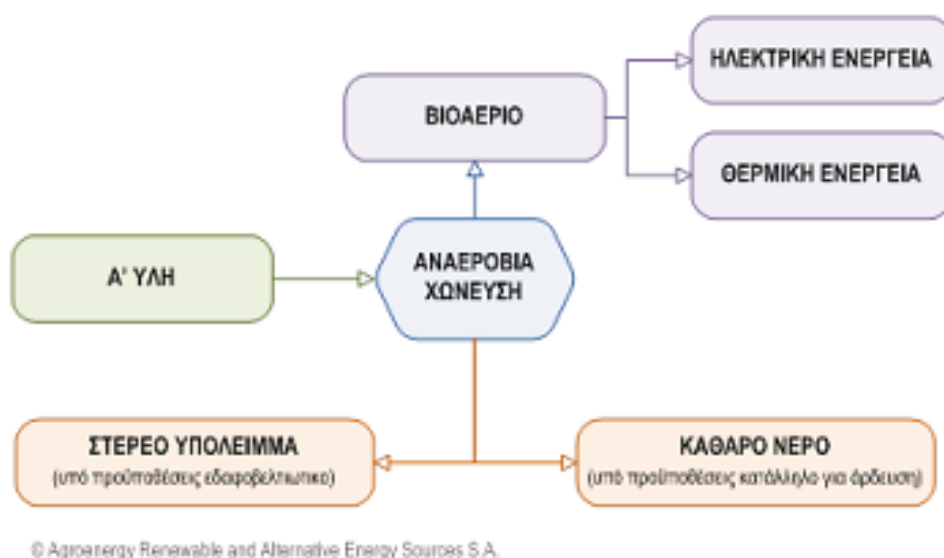 ΗΛΕΚΤΡΙΚΗ ΕΝΕΡΓΕΙΑ
ΒΙΟΑΕΡΙΟ
ΘΕΡΜΙΚΗ ΕΝΕΡΓΕΙΑ
Α' ΥΛΗ
ΑΝΑΕΡΟΒΙΑ
ΧΩΝΕΥΣΗ
ΣΤΕΡΕΟ ΥΠΟΛΕΙΜΜΑ
(υπό προϋποθέσεις εδαφοβελτιωτικο)
ΚΑΘΑΡΟ ΝΕΡΟ
(υπό προϋποθέσεις κατάλληλο για άρδευση)
© Agroenergy Renewable and Alternative Energy Sources S.A.